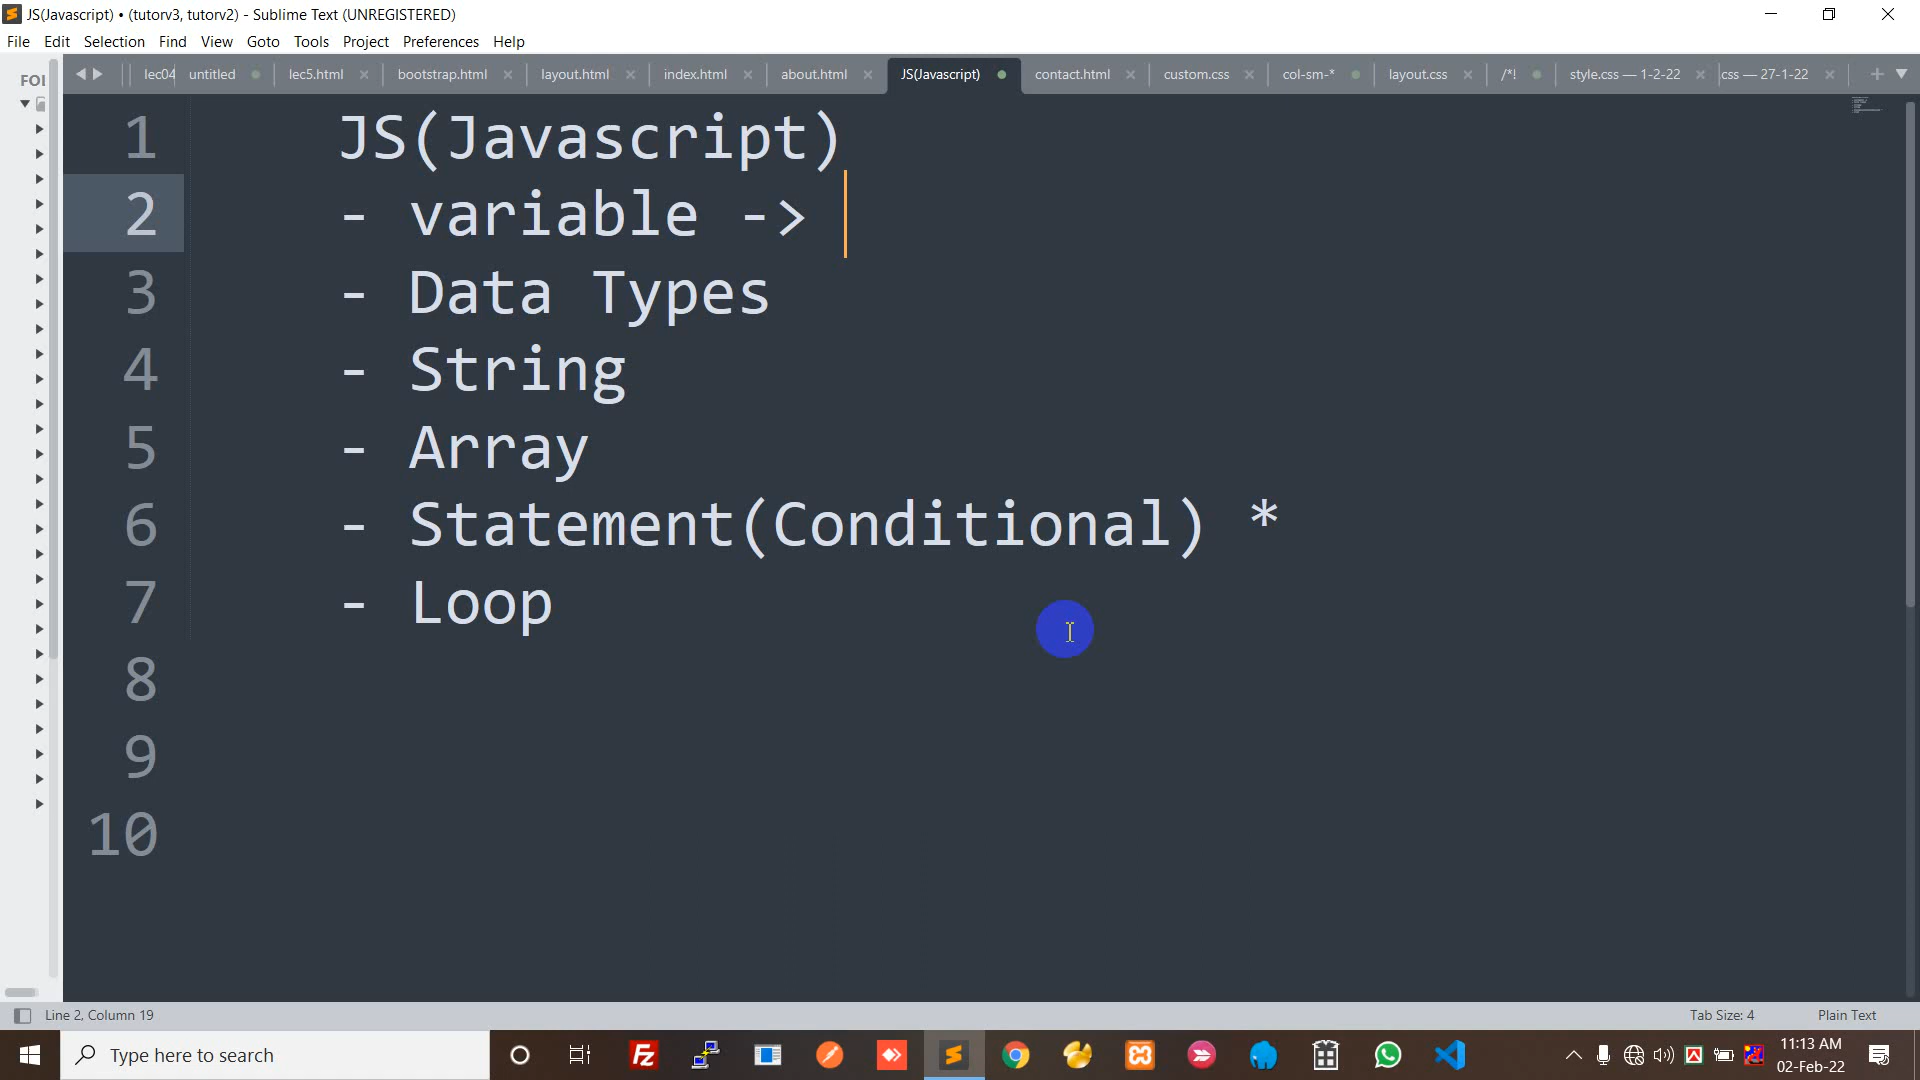 JS(Javascript) • (tutorv3, tutorv2) - Sublime Text (UNREGISTERED)
File Edit Selection Find View Goto Tools Project Preferences Help
FOI
lec04 untitled lec5.html bootstrap.html layout.html index.html about.html JS(Javascript) contact.html custom.css col-sm-* layout.css /*! style.css — 1-2-22 css — 27-1-22
1 JS(Javascript)
2 - variable ->
3 - Data Types
4 - String
5 - Array
6 - Statement(Conditional) *
7 - Loop
8
9
10
Line 2, Column 19 Tab Size: 4 Plain Text
Type here to search
11:13 AM
02-Feb-22